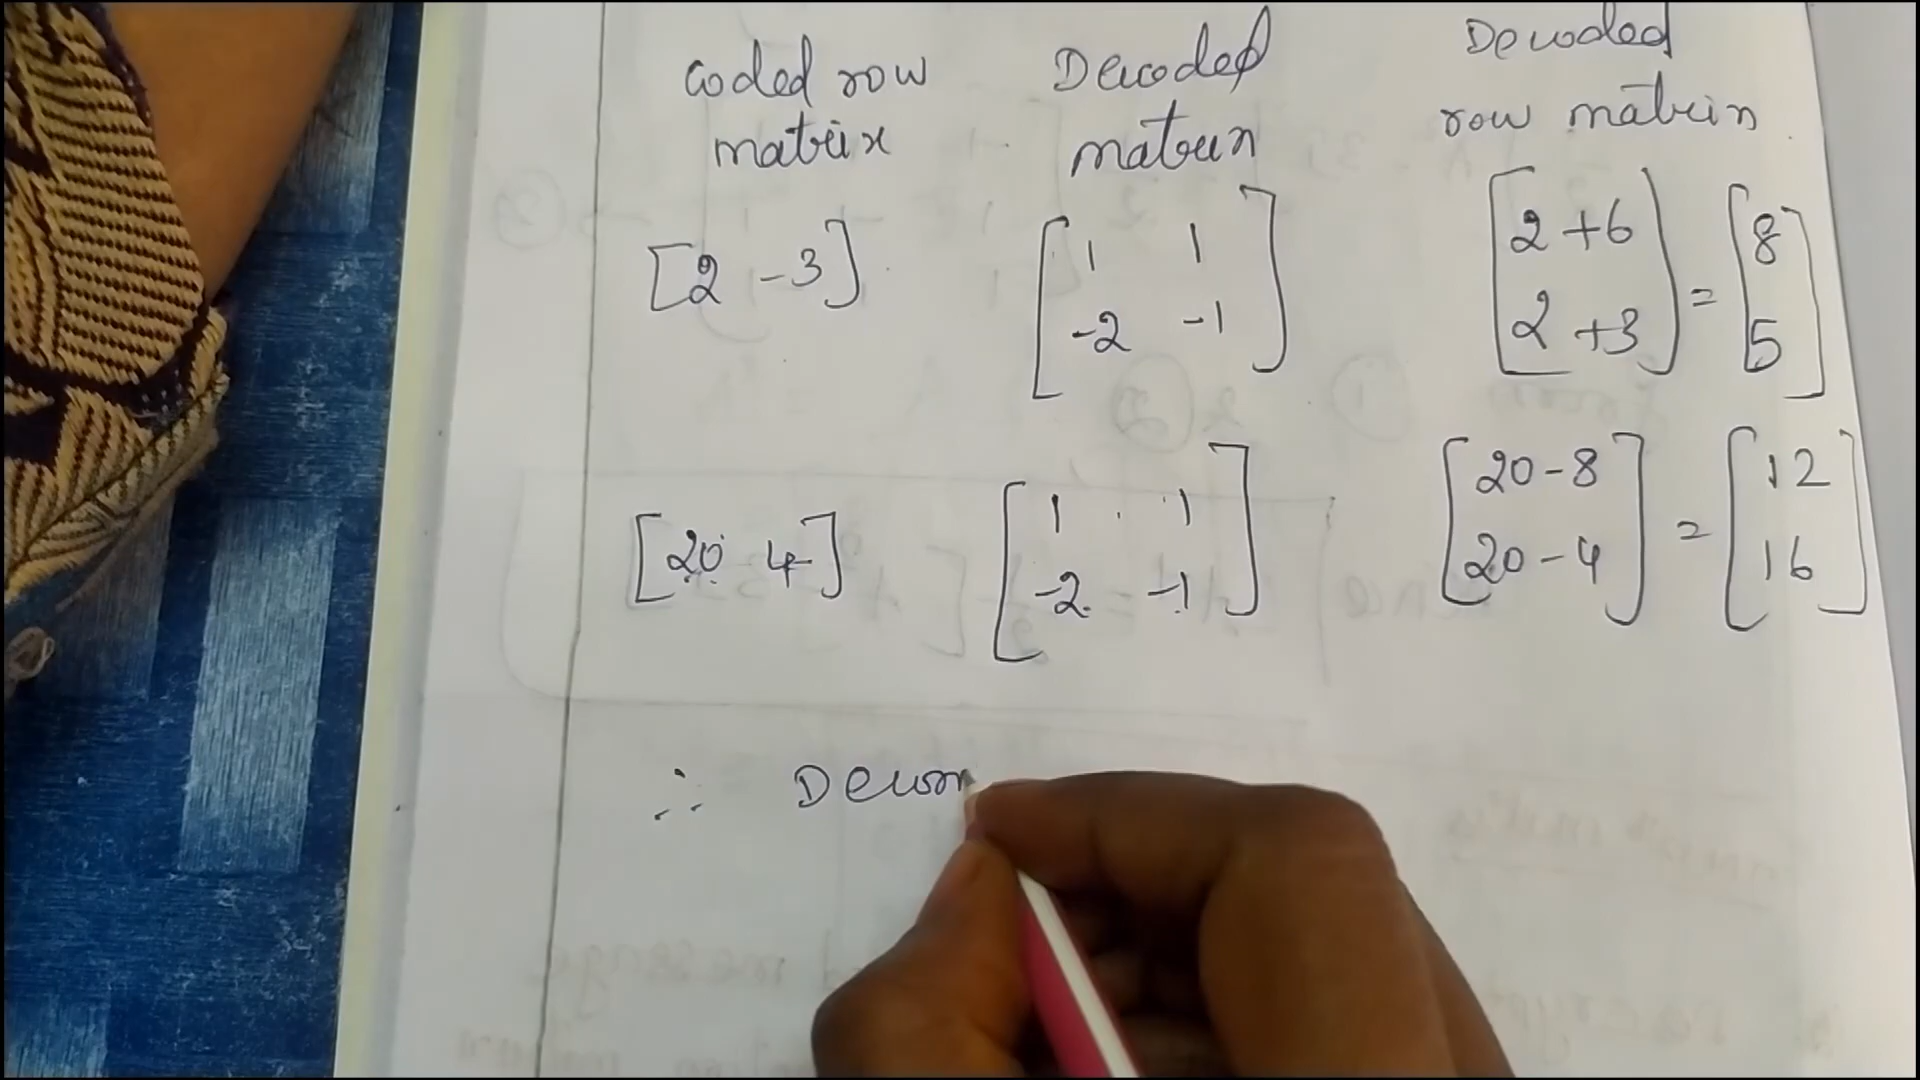 coded row Decoded Decoded
matrix matrix row matrix
[2 -3] [1 1 [2+6 = [8
-2 -1] 2+3] 5]
[20 4] [1 1 [20-8 = [12
-2 -1] 20-4] 16]
∴ Decon